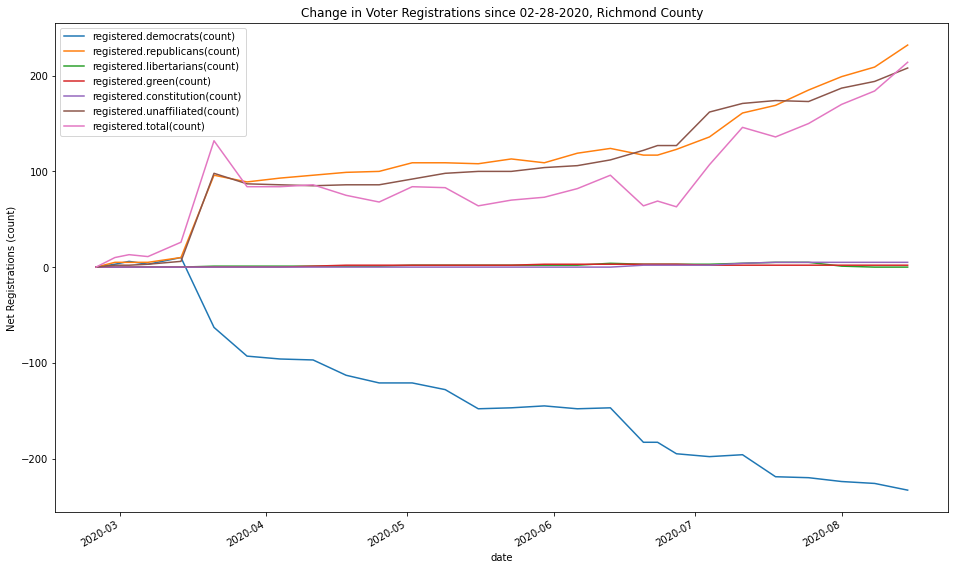 Change in Voter Registrations since 02-28-2020, Richmond County
registered.democrats(count)
registered.republicans(count)
registered.libertarians(count)
registered.green(count)
registered.constitution(count)
registered.unaffiliated(count)
registered.total(count)
200
100
0
−100
−200
Net Registrations (count)
2020-03
2020-04
2020-05
2020-06
2020-07
2020-08
date